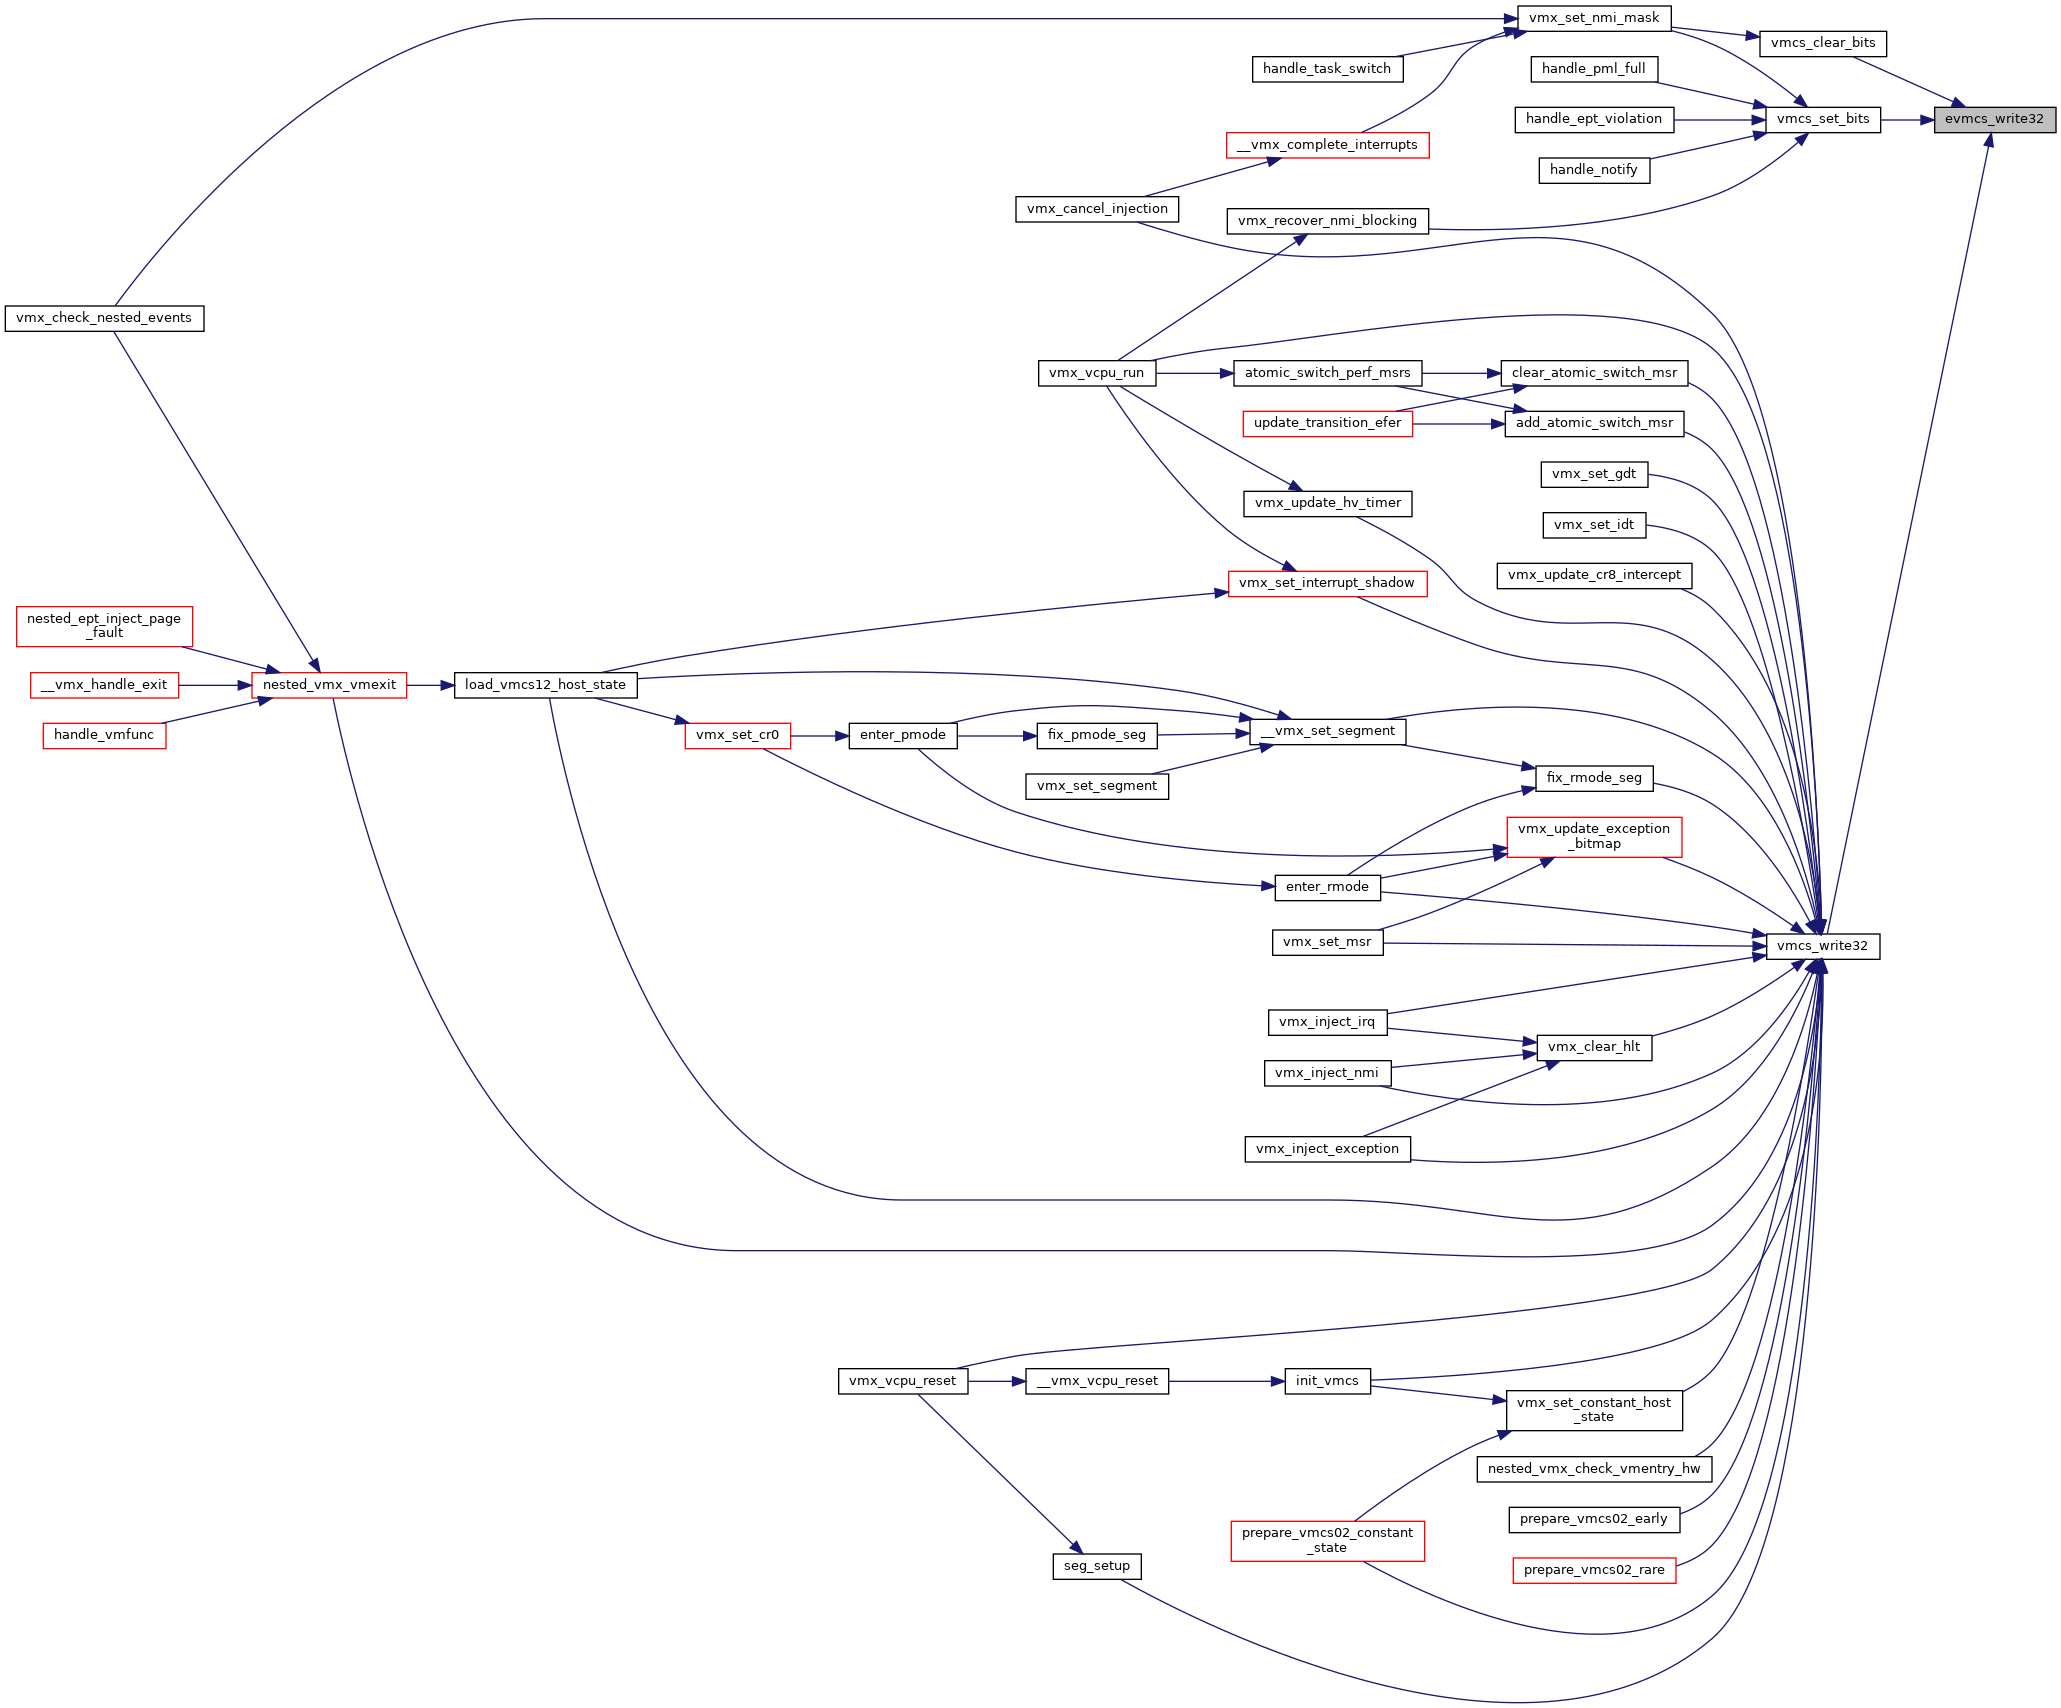 vmx_set_nmi_mask
vmcs_clear_bits
handle_task_switch
handle_pml_full
handle_ept_violation
vmcs_set_bits
evmcs_write32
__vmx_complete_interrupts
handle_notify
vmx_cancel_injection
vmx_recover_nmi_blocking
vmx_check_nested_events
vmx_vcpu_run
atomic_switch_perf_msrs
clear_atomic_switch_msr
update_transition_efer
add_atomic_switch_msr
vmx_set_gdt
vmx_update_hv_timer
vmx_set_idt
vmx_update_cr8_intercept
vmx_set_interrupt_shadow
nested_ept_inject_page
_fault
__vmx_handle_exit
nested_vmx_vmexit
load_vmcs12_host_state
handle_vmfunc
vmx_set_cr0
enter_pmode
fix_pmode_seg
__vmx_set_segment
vmx_set_segment
fix_rmode_seg
vmx_update_exception
_bitmap
enter_rmode
vmx_set_msr
vmcs_write32
vmx_inject_irq
vmx_clear_hlt
vmx_inject_nmi
vmx_inject_exception
vmx_vcpu_reset
__vmx_vcpu_reset
init_vmcs
vmx_set_constant_host
_state
nested_vmx_check_vmentry_hw
prepare_vmcs02_early
prepare_vmcs02_constant
_state
seg_setup
prepare_vmcs02_rare